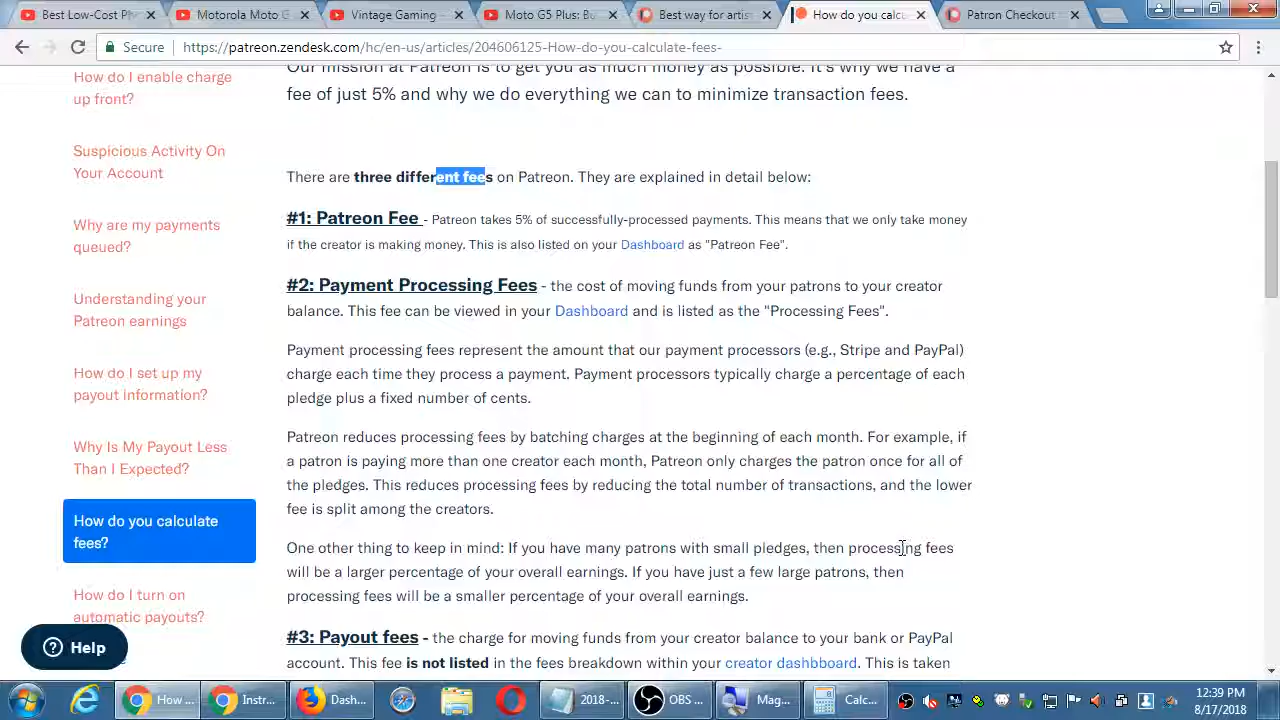 Best Low Cost P
Motorola Moto G
Vintage Gaming
Moto G5 Plus: B
Best way for artis
How do you calc
Patron Checkout
Secure
https://patreon.zendesk.com/hc/en-us/articles/204606125-How-do-you-calculate-fees-
How do I enable charge
up front?
Suspicious Activity On
Your Account
Why are my payments
queued?
Understanding your
Patreon earnings
How do I set up my
payout information?
Why Is My Payout Less
Than I Expected?
How do you calculate
fees?
How do I turn on
automatic payouts?
Help
Our mission at Patreon is to get you as much money as possible. It's why we have a
fee of just 5% and why we do everything we can to minimize transaction fees.
There are three different fees on Patreon. They are explained in detail below:
#1: Patreon Fee - Patreon takes 5% of successfully-processed payments. This means that we only take money
if the creator is making money. This is also listed on your Dashboard as "Patreon Fee".
#2: Payment Processing Fees - the cost of moving funds from your patrons to your creator
balance. This fee can be viewed in your Dashboard and is listed as the "Processing Fees".
Payment processing fees represent the amount that our payment processors (e.g., Stripe and PayPal)
charge each time they process a payment. Payment processors typically charge a percentage of each
pledge plus a fixed number of cents.
Patreon reduces processing fees by batching charges at the beginning of each month. For example, if
a patron is paying more than one creator each month, Patreon only charges the patron once for all of
the pledges. This reduces processing fees by reducing the total number of transactions, and the lower
fee is split among the creators.
One other thing to keep in mind: If you have many patrons with small pledges, then processing fees
will be a larger percentage of your overall earnings. If you have just a few large patrons, then
processing fees will be a smaller percentage of your overall earnings.
#3: Payout fees - the charge for moving funds from your creator balance to your bank or PayPal
account. This fee is not listed in the fees breakdown within your creator dashbboard. This is taken
How ...
Instr...
Dash...
2018-...
OBS ...
Mag...
Calc...
12:39 PM
8/17/2018